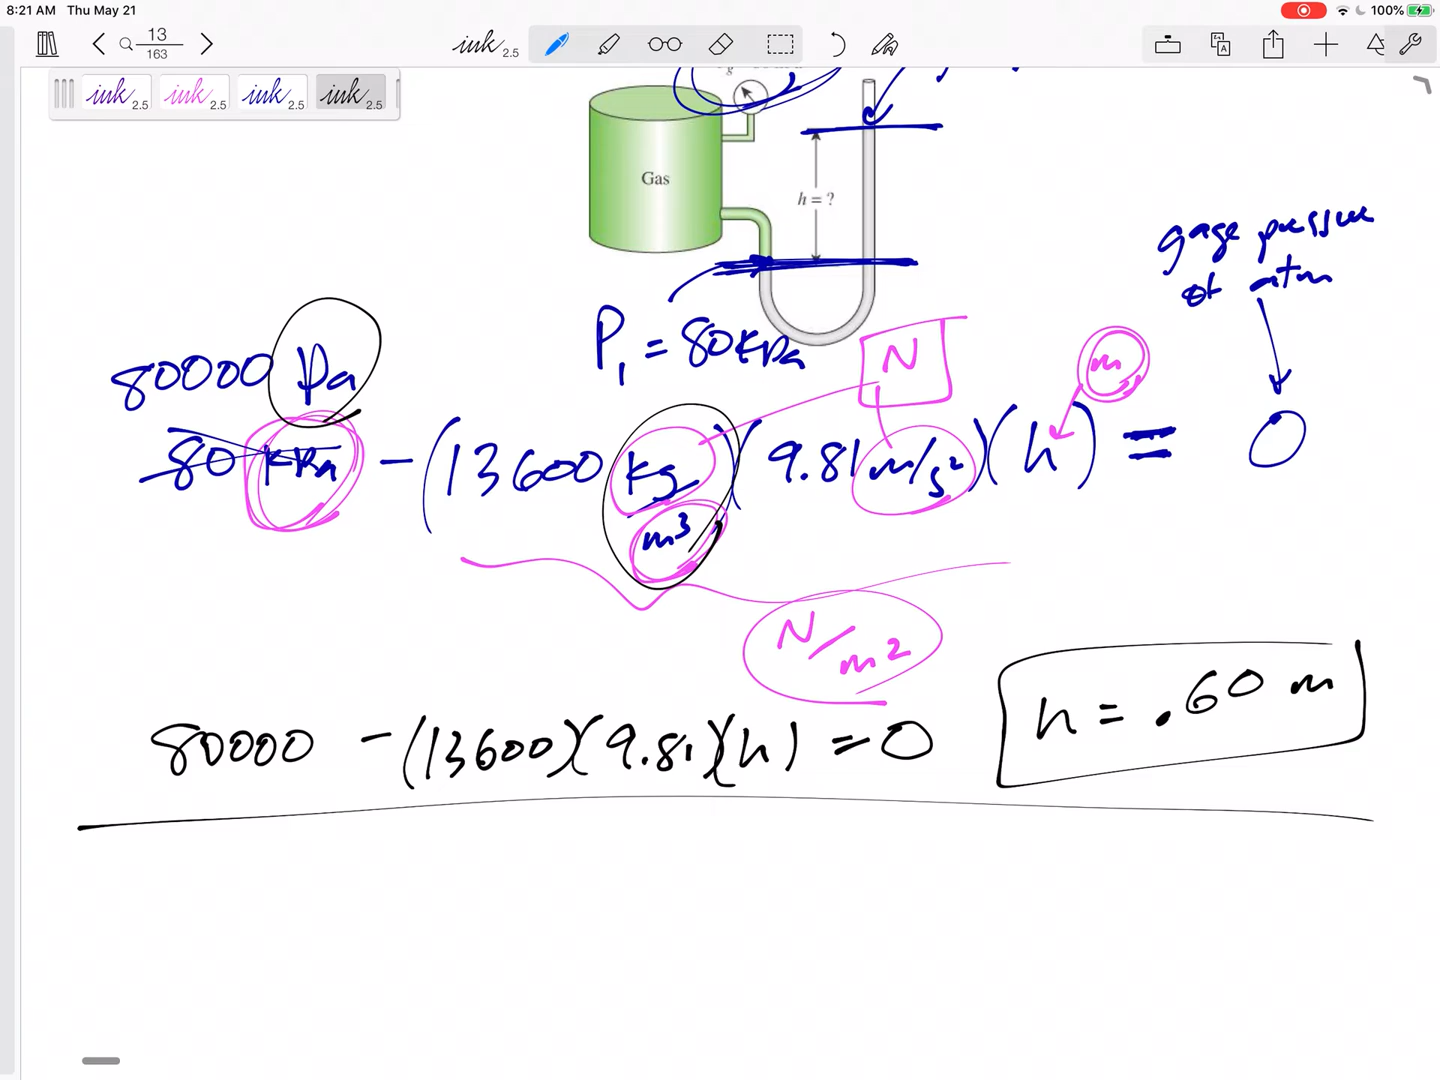 8:21 AM Thu May 21
100%
13
163
ink 2.5
ink 2.5 ink 2.5 ink 2.5 ink 2.5
Gas
h = ?
gage pressure
of atm
P1 = 80 kPa
N
m
80000 Pa
80 kPa - (13600 kg/m³)(9.81 m/s²)(h) = 0
N/m²
80000 - (13600)(9.81)(h) = 0
h = .60 m